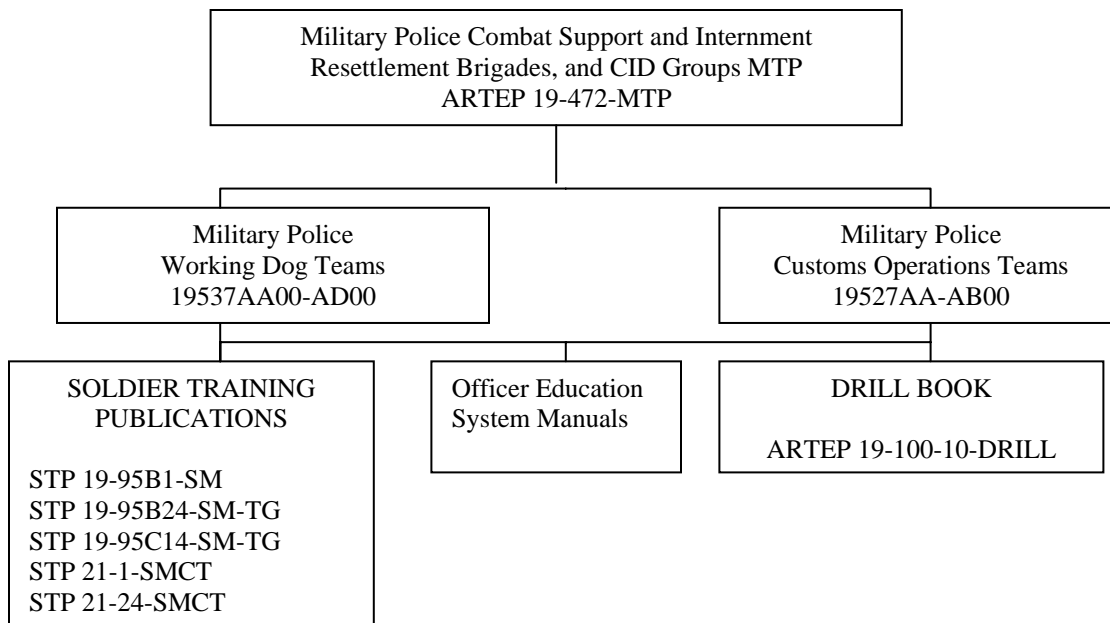 Military Police Combat Support and Internment
Resettlement Brigades, and CID Groups MTP
ARTEP 19-472-MTP
Military Police
Working Dog Teams
19537AA00-AD00
Military Police
Customs Operations Teams
19527AA-AB00
SOLDIER TRAINING
PUBLICATIONS
STP 19-95B1-SM
STP 19-95B24-SM-TG
STP 19-95C14-SM-TG
STP 21-1-SMCT
STP 21-24-SMCT
Officer Education
System Manuals
DRILL BOOK
ARTEP 19-100-10-DRILL